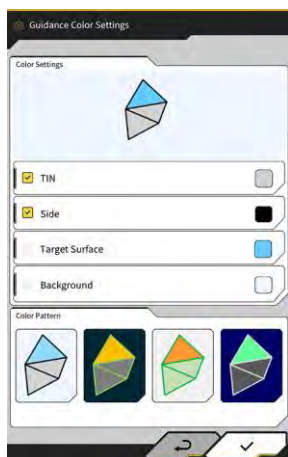 Guidance Color Settings
Color Settings
TIN
Side
Target Surface
Background
Color Pattern